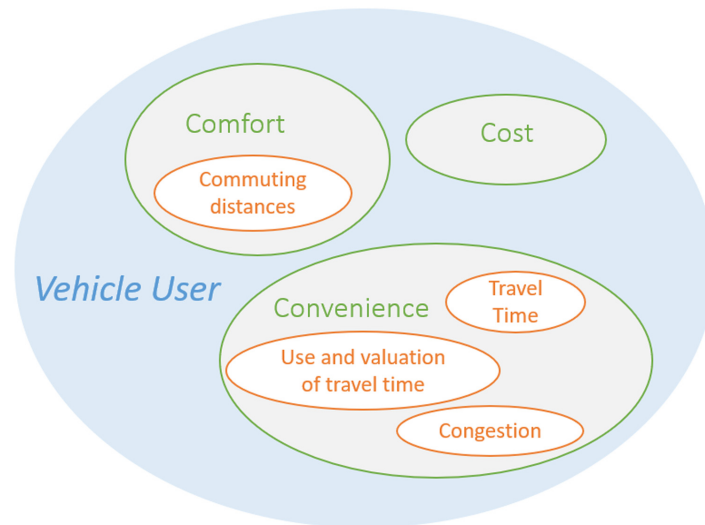 Comfort
Cost
Commuting
distances
Vehicle User
Convenience
Travel
Time
Use and valuation
of travel time
Congestion